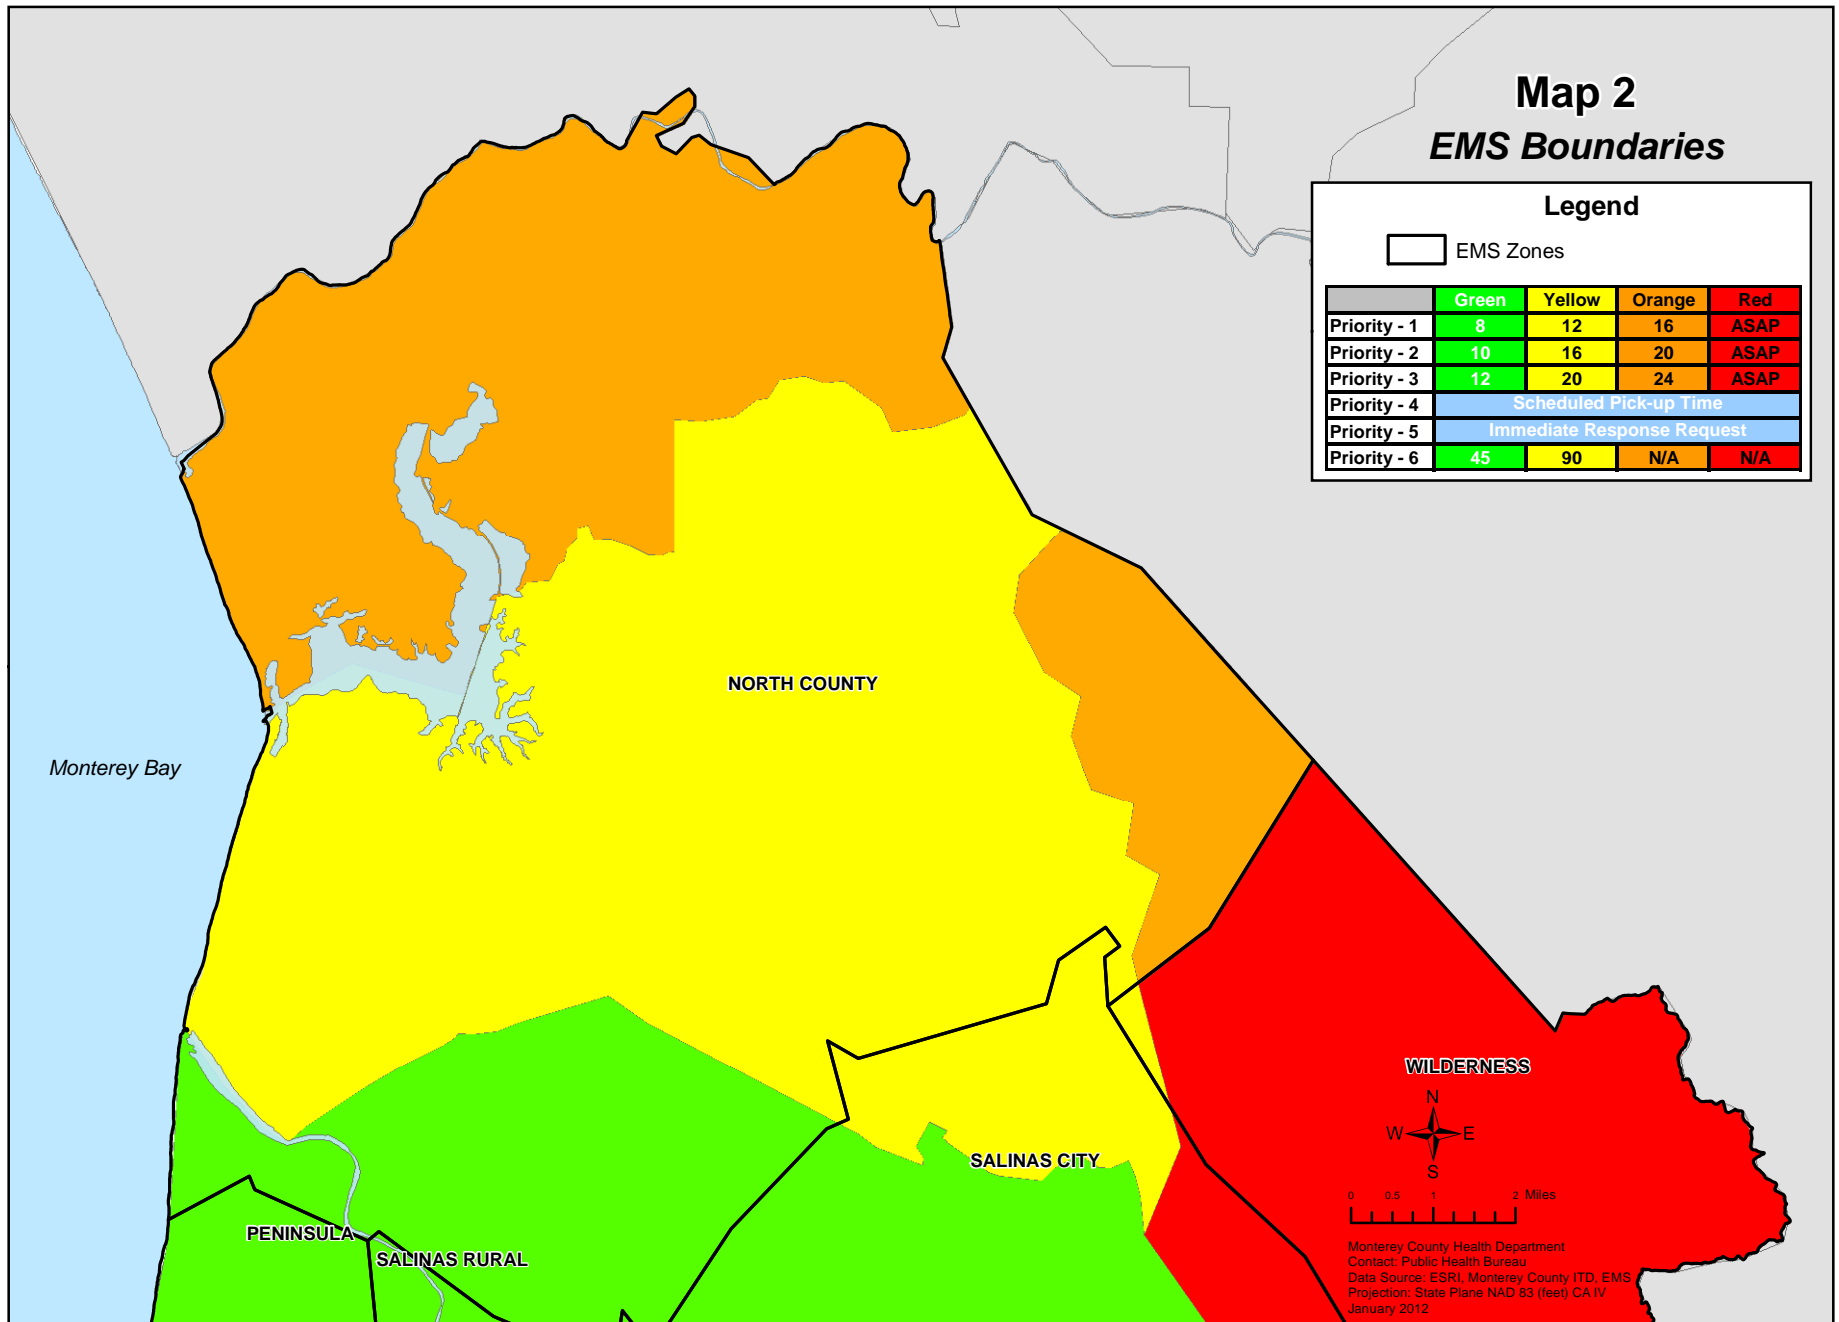 Map 2
EMS Boundaries
Legend
EMS Zones
Green Yellow Orange Red
Priority - 1 8 12 16 ASAP
Priority - 2 10 16 20 ASAP
Priority - 3 12 20 24 ASAP
Priority - 4 Scheduled Pick-up Time
Priority - 5 Immediate Response Request
Priority - 6 45 90 N/A N/A
NORTH COUNTY
Monterey Bay
WILDERNESS
N
W E
S
SALINAS CITY
0 0.5 1 2 Miles
PENINSULA
SALINAS RURAL
Monterey County Health Department
Contact: Public Health Bureau
Data Source: ESRI, Monterey County ITD, EMS
Projection: State Plane NAD 83 (feet) CA IV
January 2012